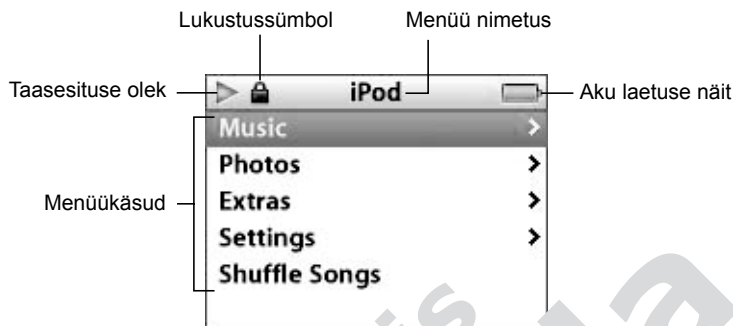 Lukustussümbol Menüü nimetus
Taasesituse olek iPod Aku laetuse näit
Music
Photos
Extras
Menüükäsud
Settings
Shuffle Songs